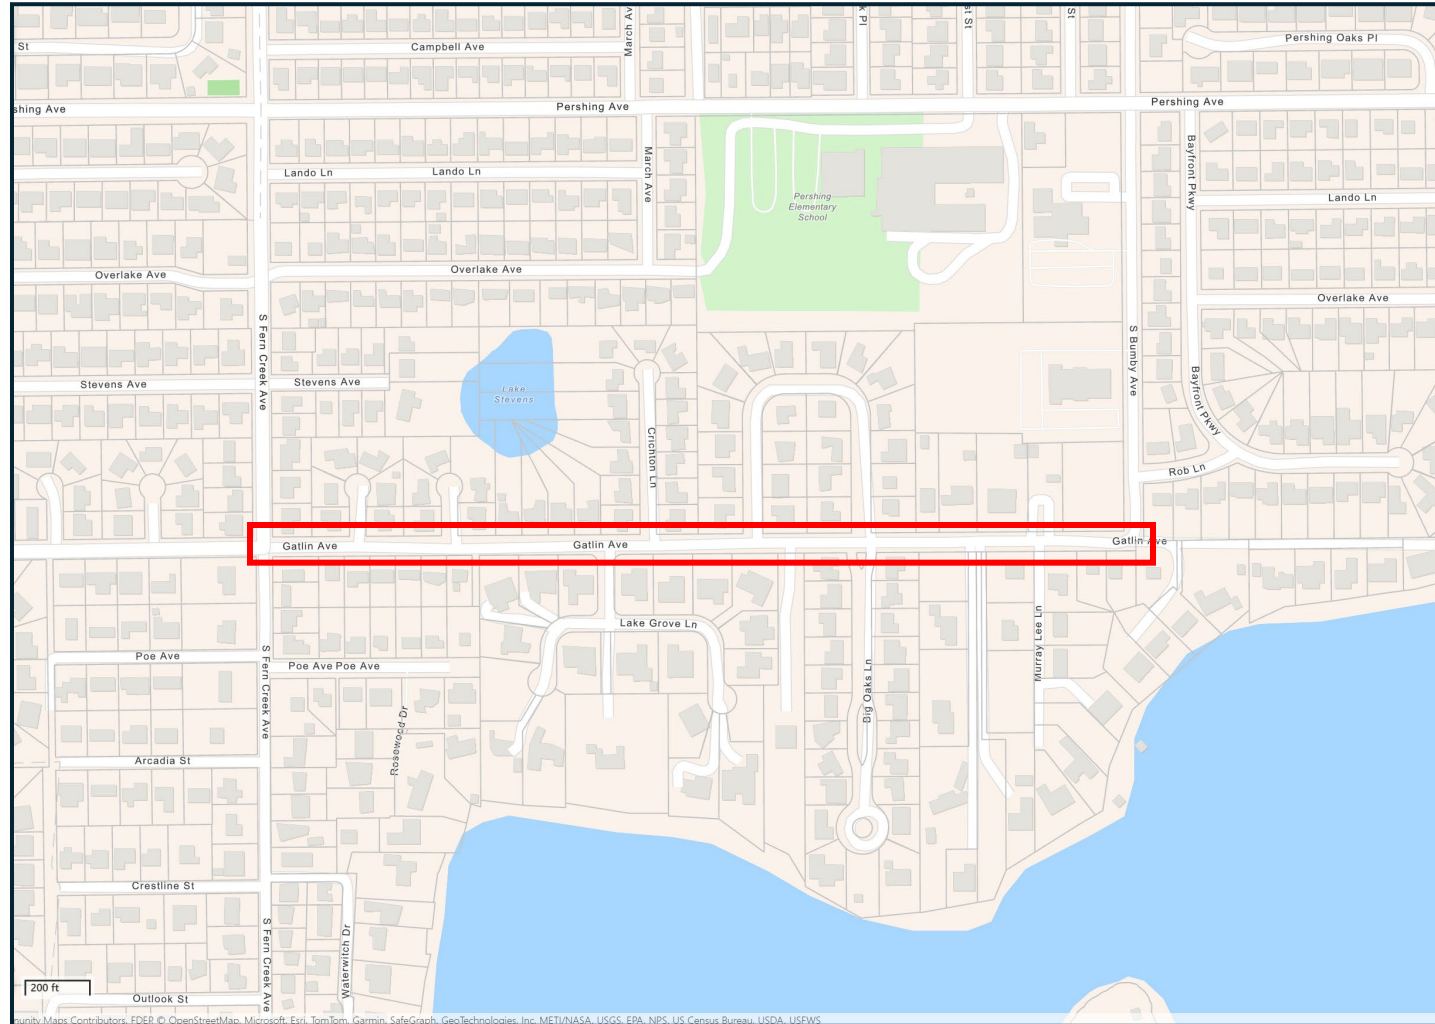 St
Campbell Ave
March Av
k Pl
st St
St
Pershing Oaks Pl
shing Ave
Pershing Ave
Pershing Ave
Lando Ln
Lando Ln
March Ave
Pershing
Elementary
School
Bayfront Pkwy
Lando Ln
Overlake Ave
Overlake Ave
Overlake Ave
S Fern Creek Ave
S Bumby Ave
Stevens Ave
Stevens Ave
Lake
Stevens
Bayfront Pkwy
Crichton Ln
Rob Ln
Gatlin Ave
Gatlin Ave
Gatlin Ave
Lake Grove Ln
Murray Lee Ln
Poe Ave
S Fern Creek Ave
Poe Ave Poe Ave
Big Oaks Ln
Rosewood Dr
Arcadia St
Crestline St
S Fern Creek Ave
Waterwitch Dr
200 ft
Outlook St
nunity Maps Contributors, FDEP, © OpenStreetMap, Microsoft, Esri, TomTom, Garmin, SafeGraph, GeoTechnologies, Inc, METI/NASA, USGS, EPA, NPS, US Census Bureau, USDA, USFWS